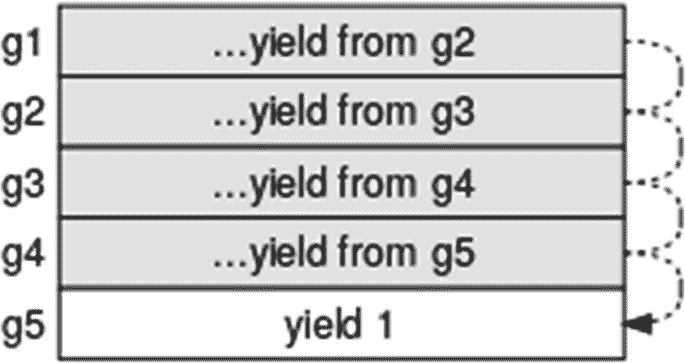 g1 ...yield from g2
g2 ...yield from g3
g3 ...yield from g4
g4 ...yield from g5
g5 yield 1